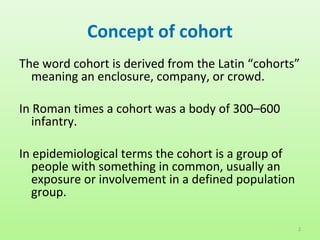 Concept of cohort
The word cohort is derived from the Latin “cohorts”
meaning an enclosure, company, or crowd.
In Roman times a cohort was a body of 300–600
infantry.
In epidemiological terms the cohort is a group of
people with something in common, usually an
exposure or involvement in a defined population
group.
2